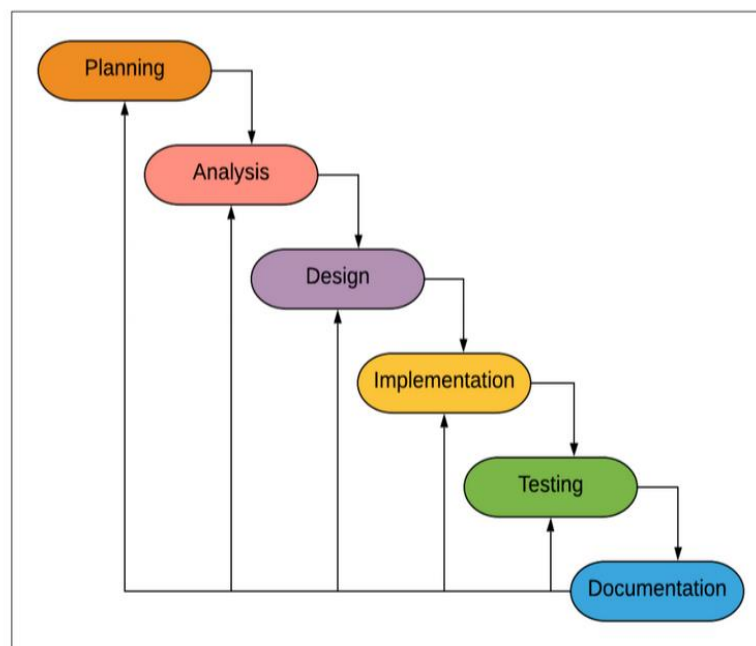 Planning
Analysis
Design
Implementation
Testing
Documentation